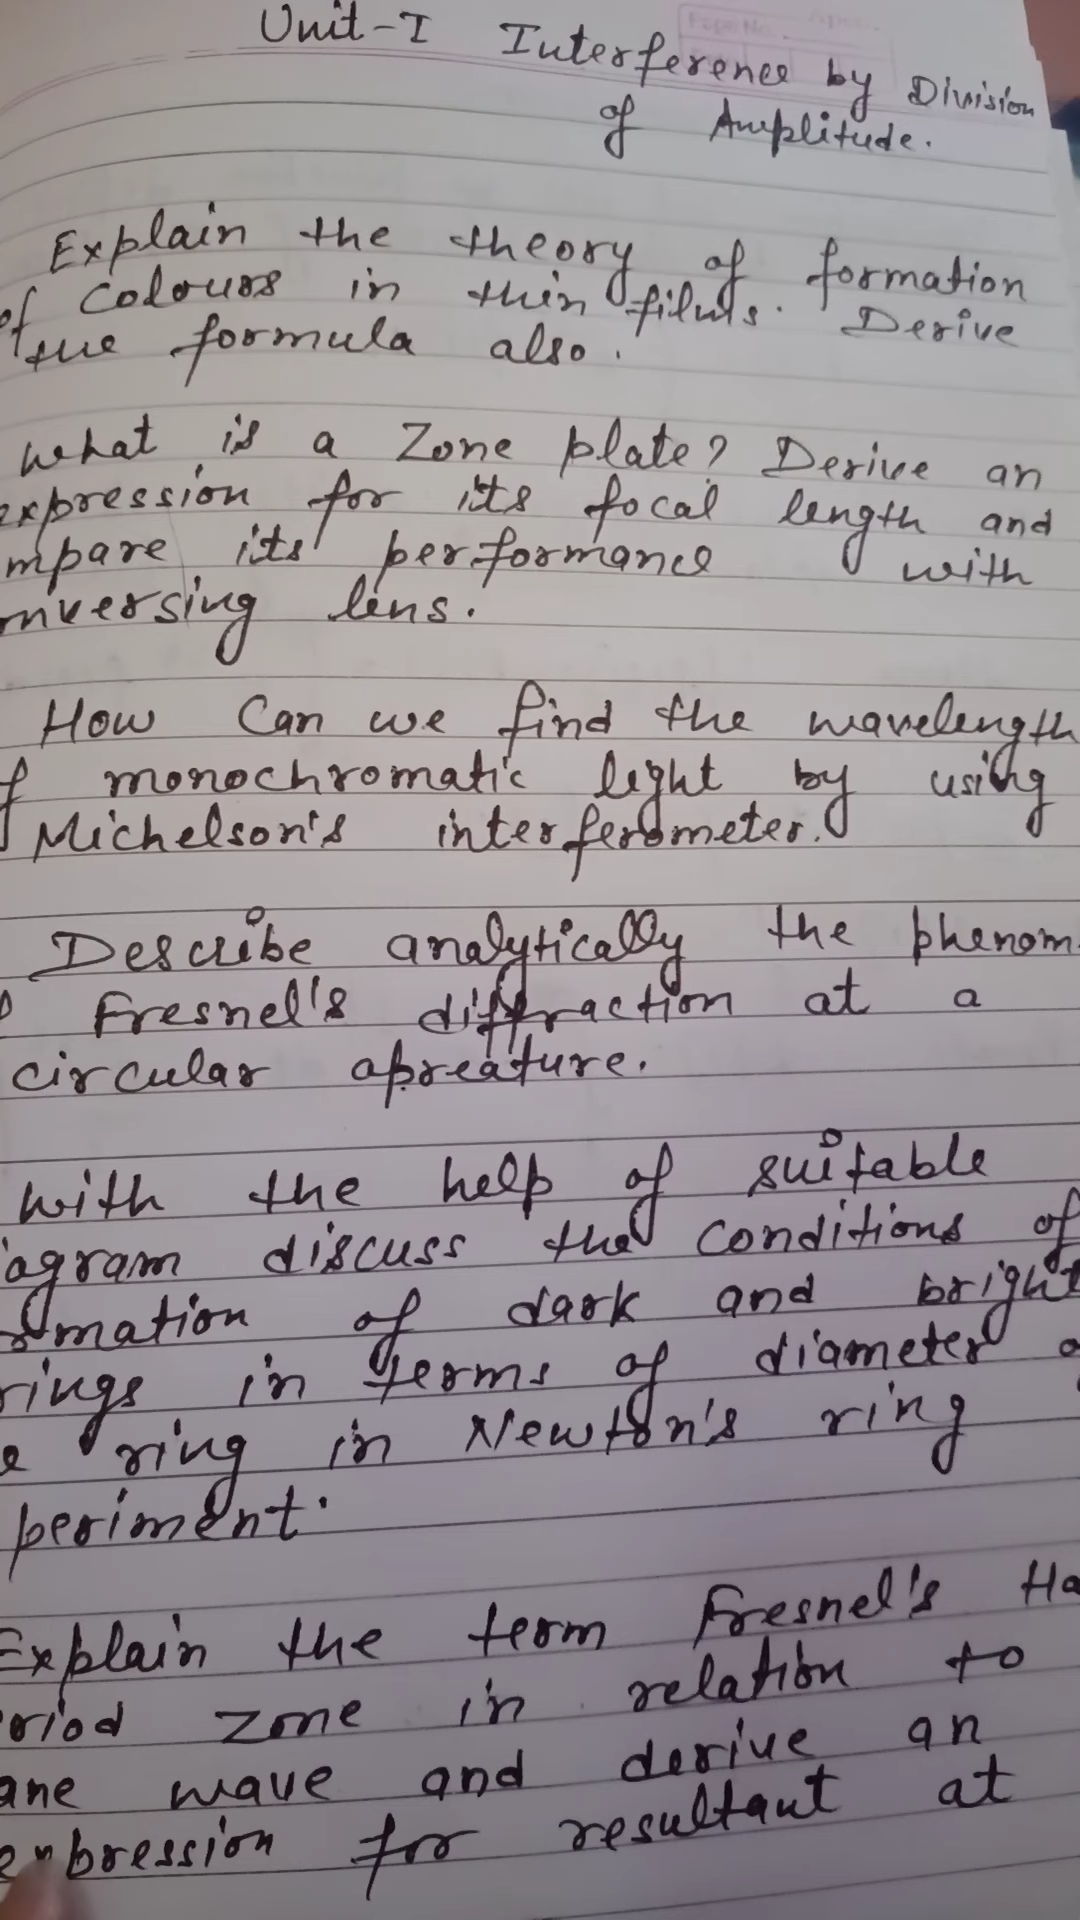 Unit-I Interference by Division
of Amplitude.
Explain the theory of formation
of Colours in thin films. Derive
the formula also.
What is a Zone plate? Derive an
expression for its focal length and
mpare its performance with
nversing lens.
How Can we find the wavelength
of monochromatic light by using
Michelson's interferometer.
Describe analytically the phenom
Fresnel's diffraction at a
circular apreature.
with the help of suitable
iagram discuss the conditions of
rmation of dark and bright
rings in terms of diameter
e ring in Newton's ring
periment.
Explain the term Fresnel's Ha
eriod zone in relation to
ane wave and derive an
expression for resultant at